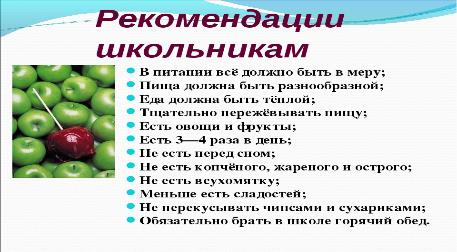 Рекомендации
школьникам
В питании всё должно быть в меру;
Пища должна быть разнообразной;
Еда должна быть тёплой;
Тщательно пережёвывать пищу;
Есть овощи и фрукты;
Есть 3—4 раза в день;
Не есть перед сном;
Не есть копчёного, жареного и острого;
Не есть всухомятку;
Меньше есть сладостей;
Не перекусывать чипсами и сухариками;
Обязательно брать в школе горячий обед.